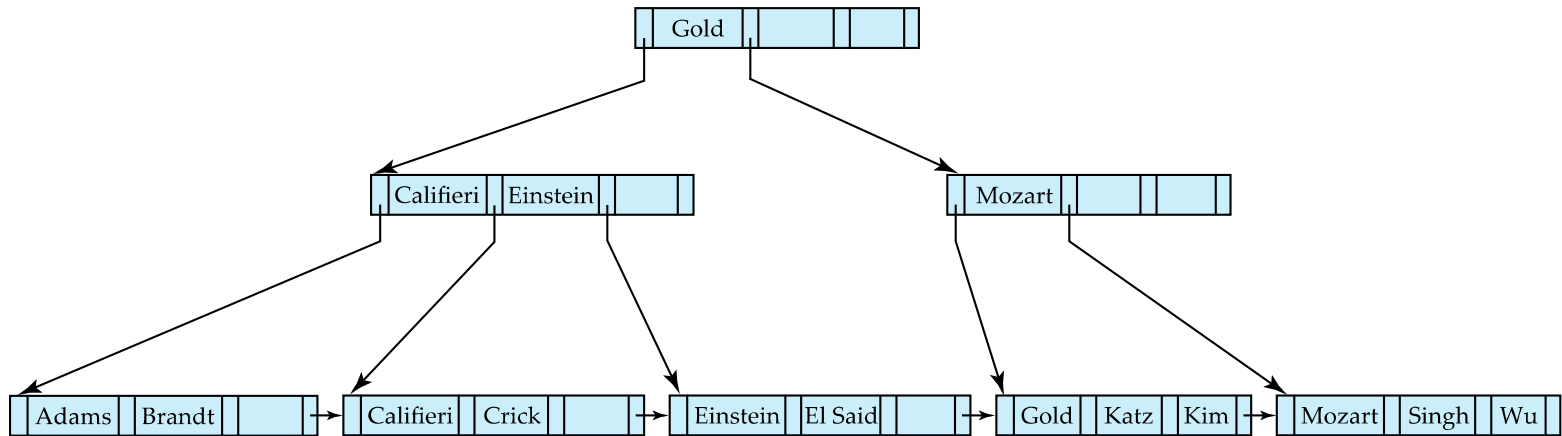 Gold
Califieri Einstein Mozart
Adams Brandt Califieri Crick Einstein El Said Gold Katz Kim Mozart Singh Wu